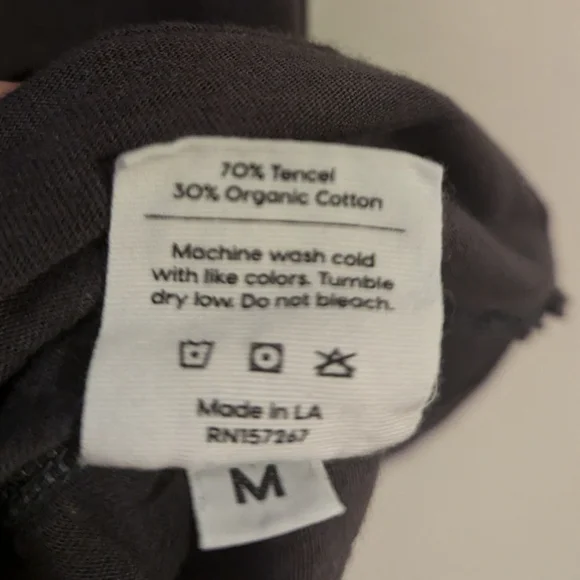 70% Tencel
30% Organic Cotton
Machine wash cold
with like colors. Tumble
dry low. Do not bleach.
Made in LA
RN157267
M